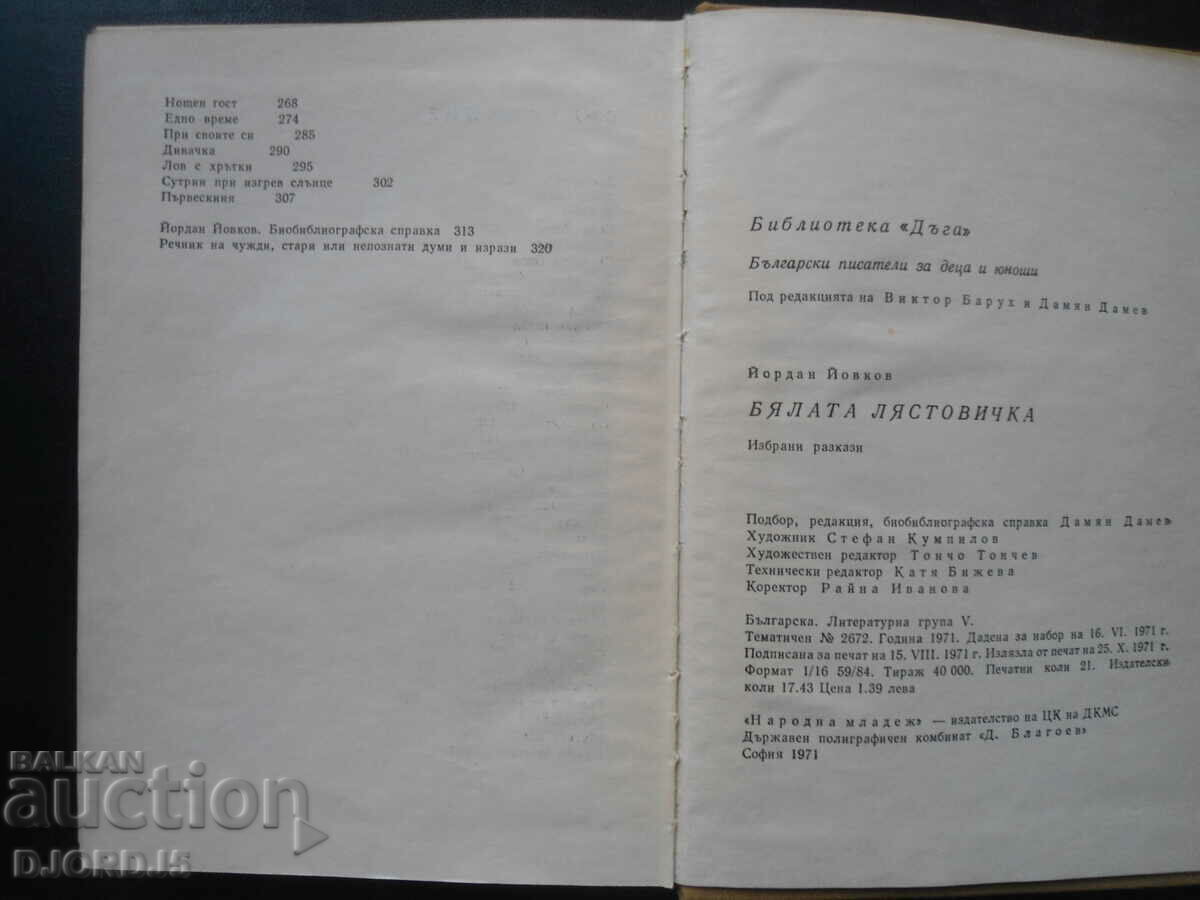 Нощен гост 268
Едно време 274
При своите си 285
Дивачка 290
Лов с хрътки 295
Сутрин при изгрев слънце 302
Първескиня 307
Йордан Йовков. Биобиблиографска справка 313
Речник на чужди, стари или непознати думи и изрази 320
Библиотека «Дъга»
Български писатели за деца и юноши
Под редакцията на Виктор Барух и Дамян Дамев
Йордан Йовков
БЯЛАТА ЛЯСТОВИЧКА
Избрани разкази
Подбор, редакция, биобиблиографска справка Дамян Дамев
Художник Стефан Кумпилов
Художествен редактор Тончо Тончев
Технически редактор Катя Бижева
Коректор Райна Иванова
Българска. Литературна група V.
Тематичен № 2672. Година 1971. Дадена за набор на 16. VI. 1971 г.
Подписана за печат на 15. VIII. 1971 г. Излязла от печат на 25. X. 1971 г.
Формат 1/16 59/84. Тираж 40 000. Печатни коли 21. Издателски
коли 17.43 Цена 1.39 лева
«Народна младеж» — издателство на ЦК на ДКМС
Държавен полиграфичен комбинат «Д. Благоев»
София 1971
BALKAN
auction
DJORD.J5